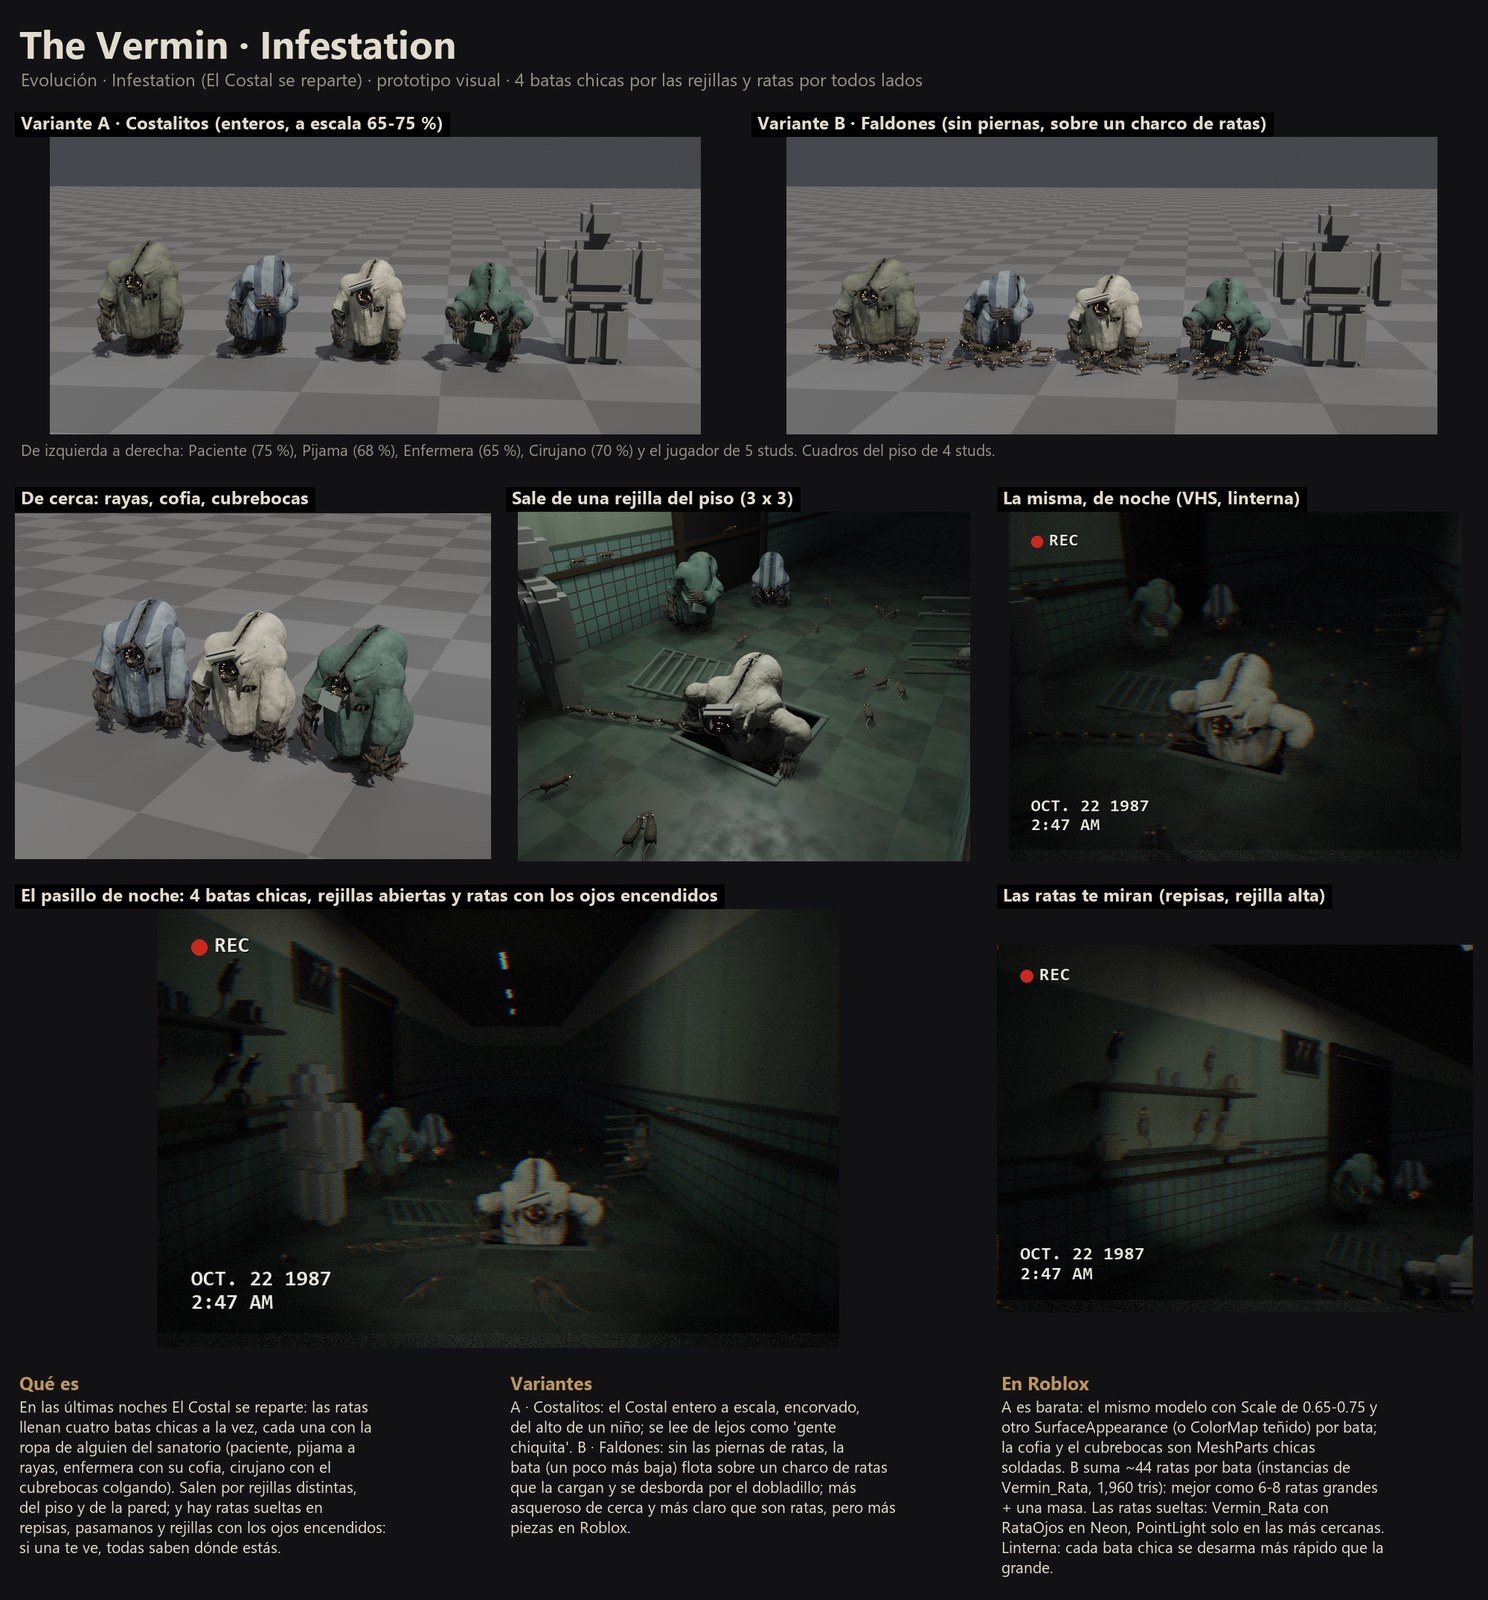 The Vermin · Infestation
Evolución · Infestation (El Costal se reparte) · prototipo visual · 4 batas chicas por las rejillas y ratas por todos lados
Variante A · Costalitos (enteros, a escala 65-75 %)
Variante B · Faldones (sin piernas, sobre un charco de ratas)
De izquierda a derecha: Paciente (75 %), Pijama (68 %), Enfermera (65 %), Cirujano (70 %) y el jugador de 5 studs. Cuadros del piso de 4 studs.
De cerca: rayas, cofia, cubrebocas
Sale de una rejilla del piso (3 x 3)
La misma, de noche (VHS, linterna)
REC
OCT. 22 1987
2:47 AM
El pasillo de noche: 4 batas chicas, rejillas abiertas y ratas con los ojos encendidos
REC
OCT. 22 1987
2:47 AM
Las ratas te miran (repisas, rejilla alta)
REC
OCT. 22 1987
2:47 AM
Qué es
En las últimas noches El Costal se reparte: las ratas
llenan cuatro batas chicas a la vez, cada una con la
ropa de alguien del sanatorio (paciente, pijama a
rayas, enfermera con su cofia, cirujano con el
cubrebocas colgando). Salen por rejillas distintas,
del piso y de la pared; y hay ratas sueltas en
repisas, pasamanos y rejillas con los ojos encendidos:
si una te ve, todas saben dónde estás.
Variantes
A · Costalitos: el Costal entero a escala, encorvado,
del alto de un niño; se lee de lejos como 'gente
chiquita'. B · Faldones: sin las piernas de ratas, la
bata (un poco más baja) flota sobre un charco de ratas
que la cargan y se desborda por el dobladillo; más
asqueroso de cerca y más claro que son ratas, pero más
piezas en Roblox.
En Roblox
A es barata: el mismo modelo con Scale de 0.65-0.75 y
otro SurfaceAppearance (o ColorMap teñido) por bata;
la cofia y el cubrebocas son MeshParts chicas
soldadas. B suma ~44 ratas por bata (instancias de
Vermin_Rata, 1,960 tris): mejor como 6-8 ratas grandes
+ una masa. Las ratas sueltas: Vermin_Rata con
RataOjos en Neon, PointLight solo en las más cercanas.
Linterna: cada bata chica se desarma más rápido que la
grande.